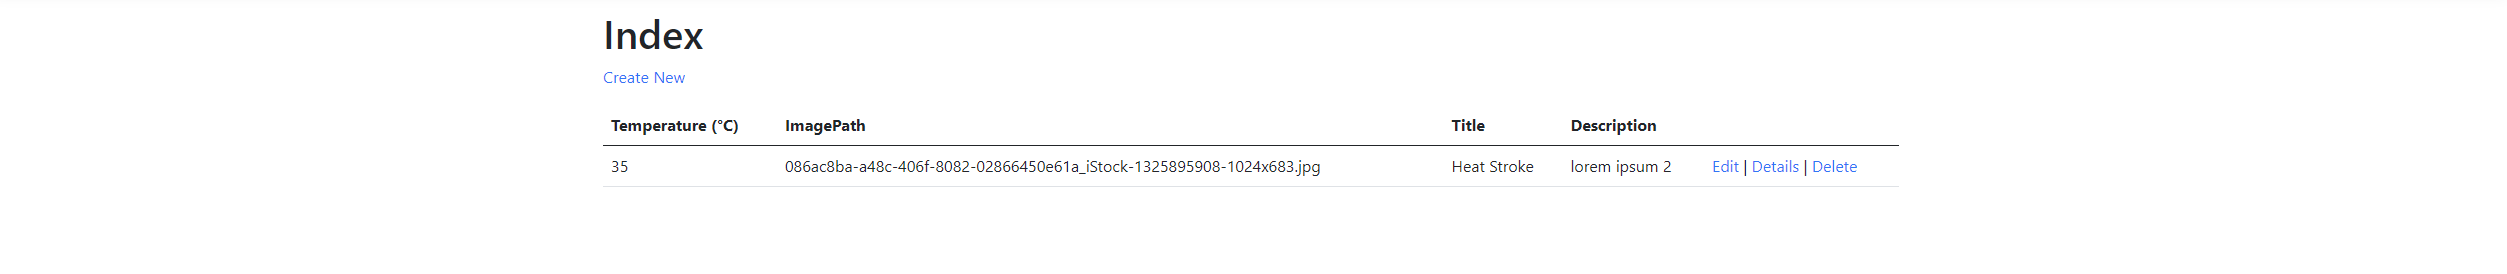 Index
Create New
Temperature (°C) ImagePath Title Description
35 086ac8ba-a48c-406f-8082-02866450e61a_iStock-1325895908-1024x683.jpg Heat Stroke lorem ipsum 2 Edit | Details | Delete